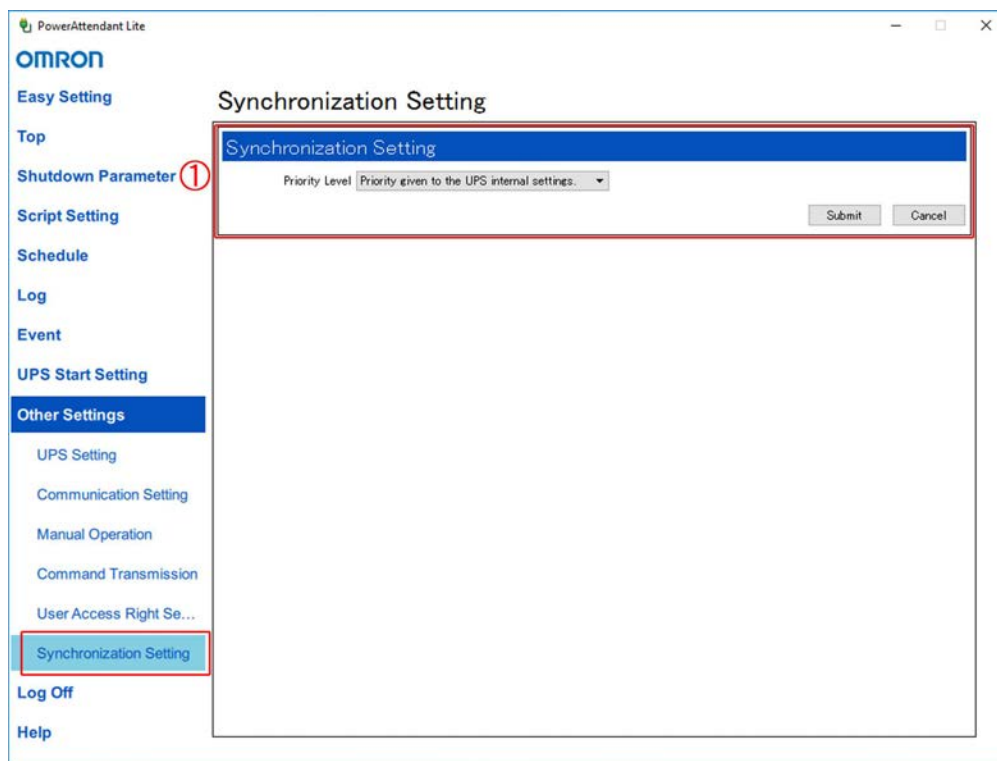 PowerAttendant Lite
OMRON
Easy Setting
Top
Shutdown Parameter
Script Setting
Schedule
Log
Event
UPS Start Setting
Other Settings
UPS Setting
Communication Setting
Manual Operation
Command Transmission
User Access Right Se...
Synchronization Setting
Log Off
Help
Synchronization Setting
①
Synchronization Setting
Priority Level Priority given to the UPS internal settings.
Submit Cancel